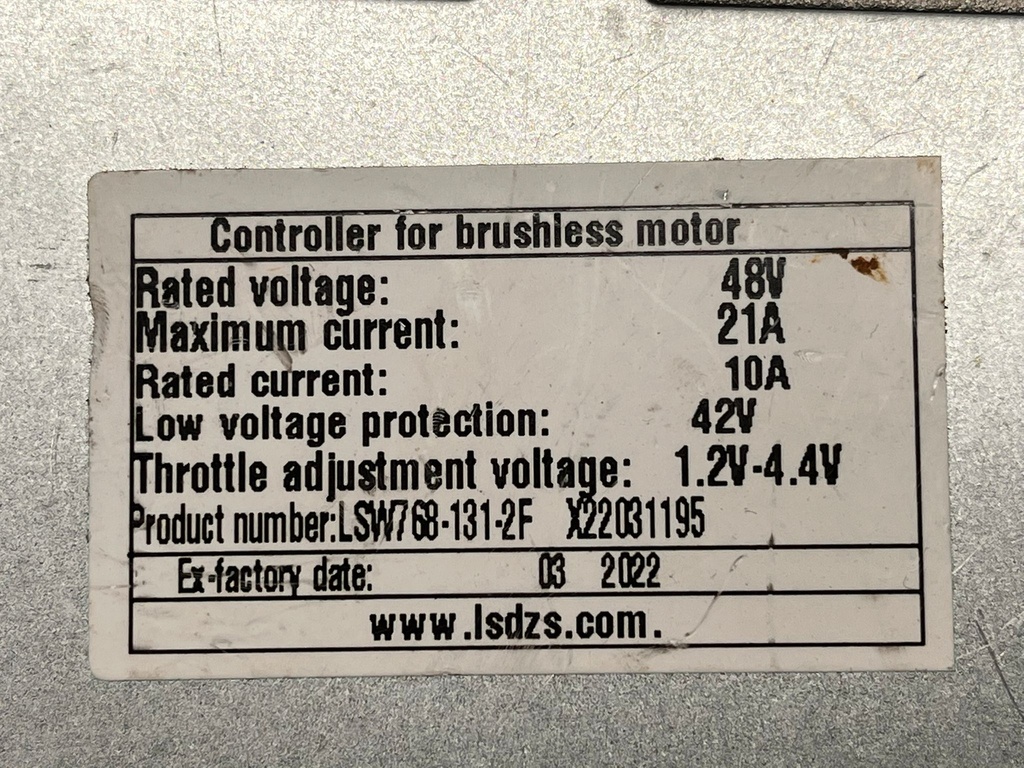 Controller for brushless motor
Rated voltage: 48V
Maximum current: 21A
Rated current: 10A
Low voltage protection: 42V
Throttle adjustment voltage: 1.2V-4.4V
Product number:LSW768-131-2F X22031195
Ex-factory date: 03 2022
www.lsdzs.com.